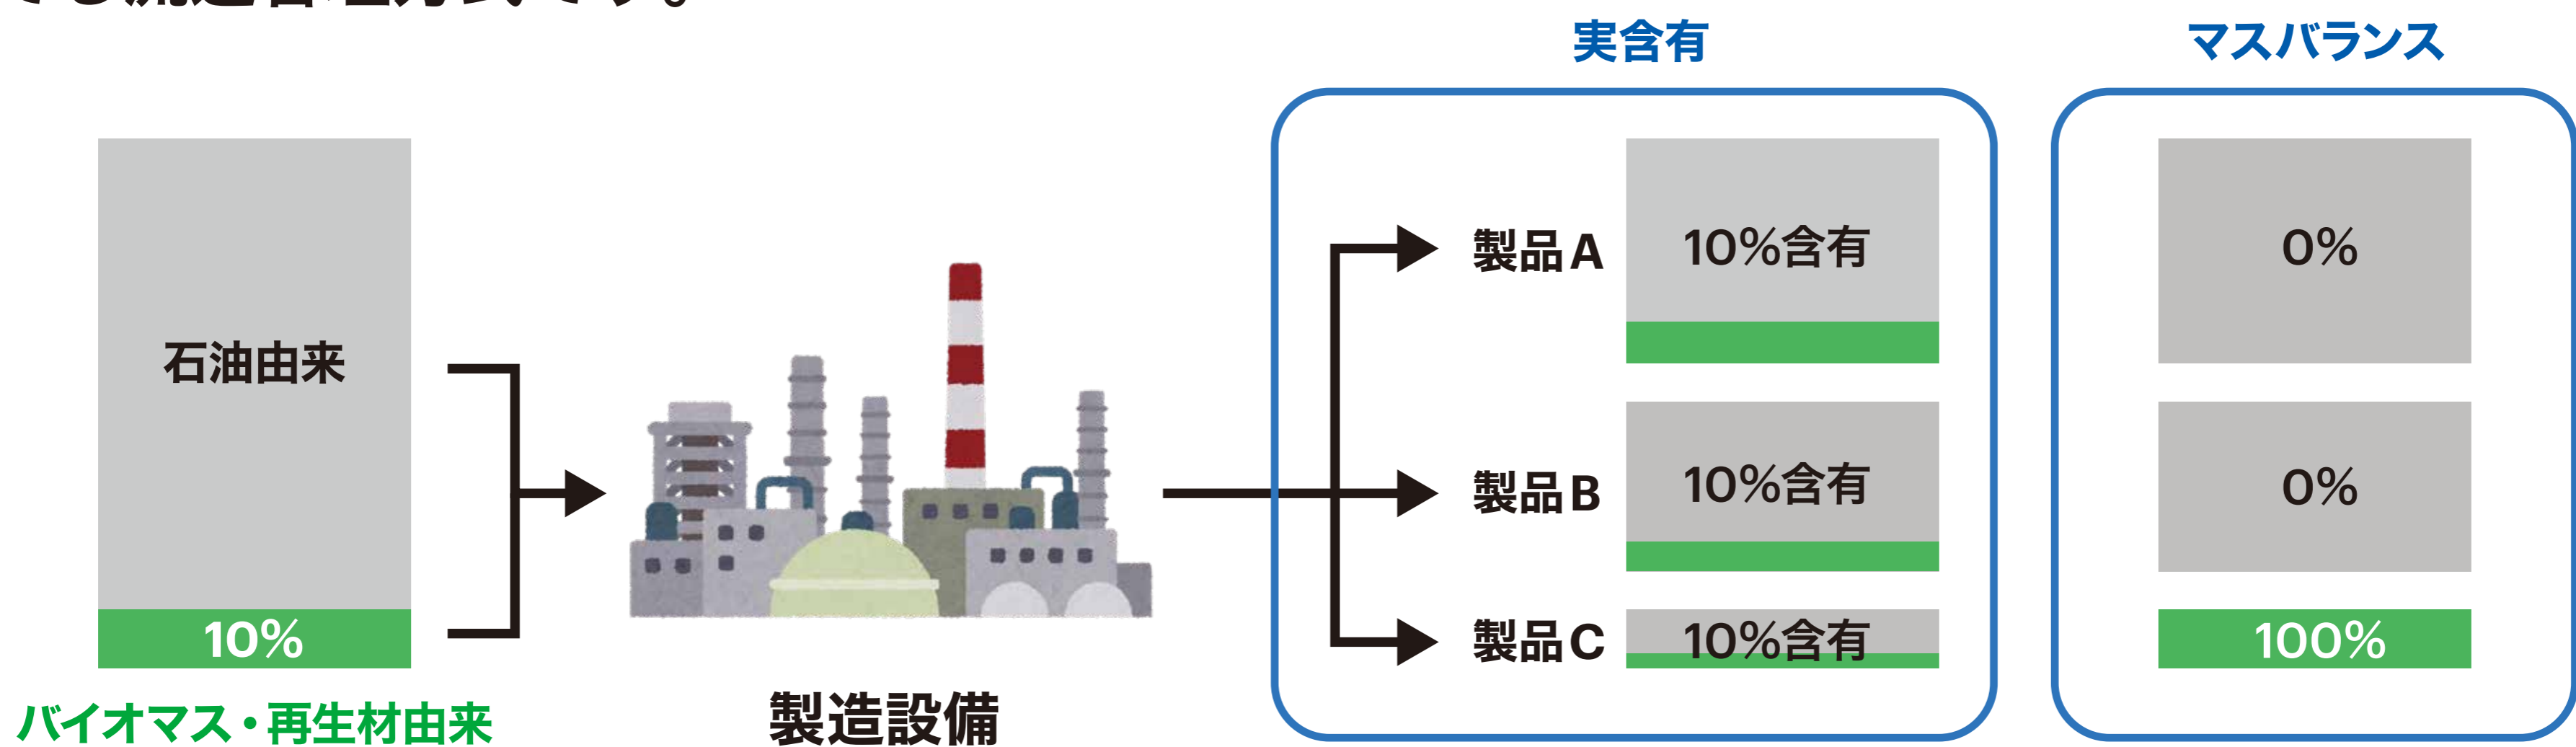 実含有
マスバランス
石油由来
10%
バイオマス・再生材由来
製造設備
製品A
10%含有
0%
製品B
10%含有
0%
製品C
10%含有
100%